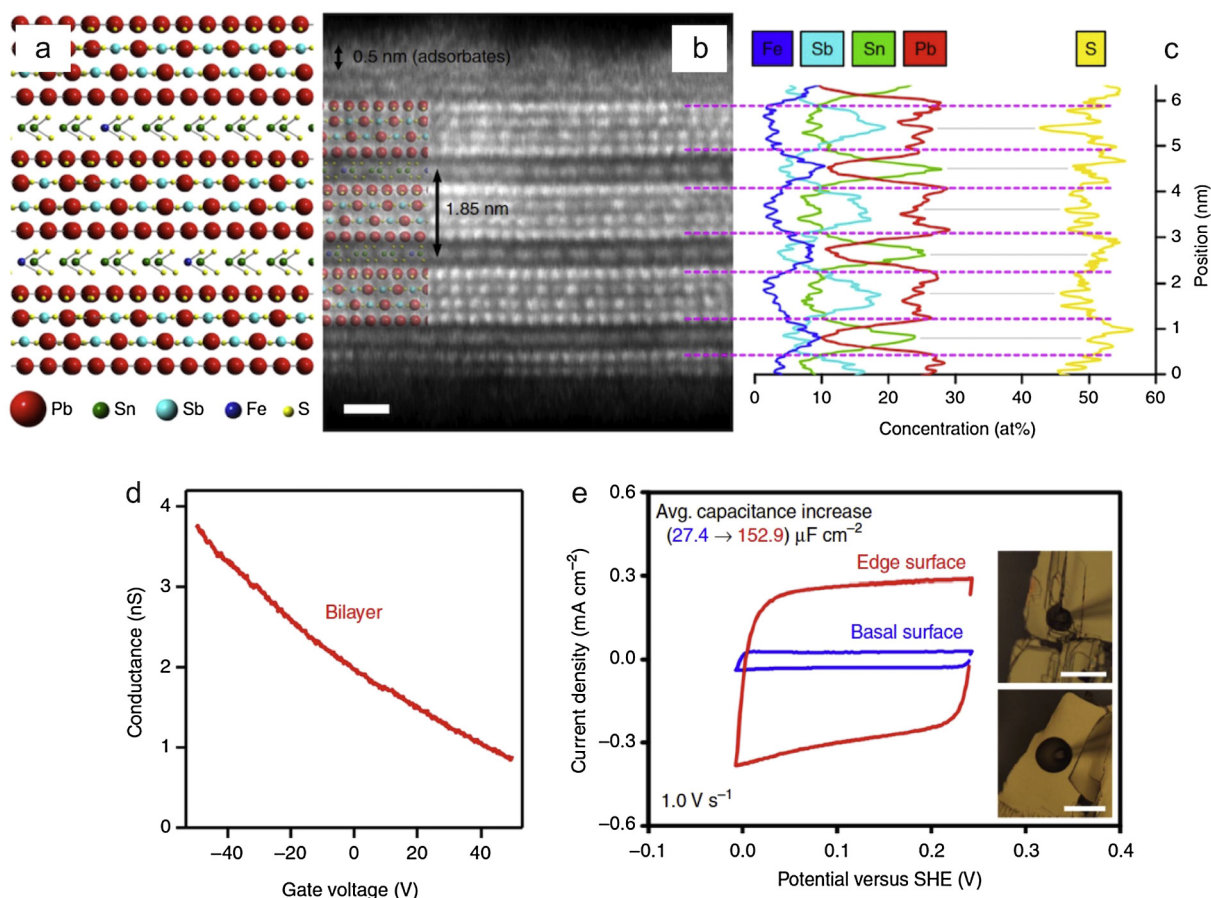 a
b
c
0.5 nm (adsorbates)
1.85 nm
Fe Sb Sn Pb S
6
5
4
3
2
1
0
Position (nm)
0 10 20 30 40 50 60
Concentration (at%)
Pb Sn Sb Fe S
d
4
3
2
1
0
Conductance (nS)
Bilayer
−40 −20 0 20 40
Gate voltage (V)
e
0.6
0.3
0.0
−0.3
−0.6
Current density (mA cm−2)
Avg. capacitance increase
(27.4 → 152.9) μF cm−2
Edge surface
Basal surface
1.0 V s−1
−0.1 0.0 0.1 0.2 0.3 0.4
Potential versus SHE (V)